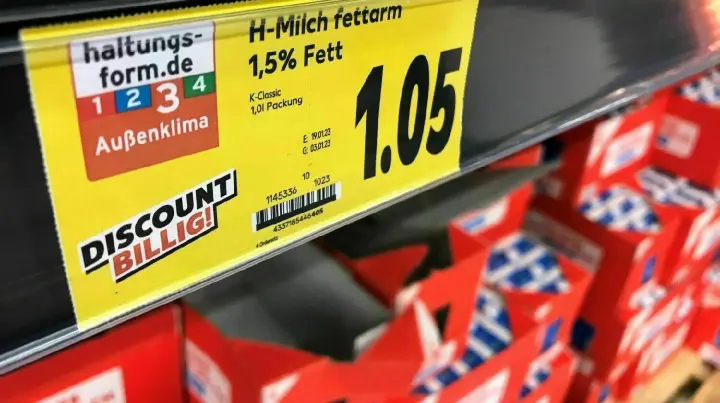 haltungs-
form.de
1 2 3 4
Außenklima
H-Milch fettarm
1,5% Fett
K-Classic
1,0l Packung
1.05
E: 19.01.23
G: 03.01.23
10
1145336 1023
DISCOUNT
BILLIG!